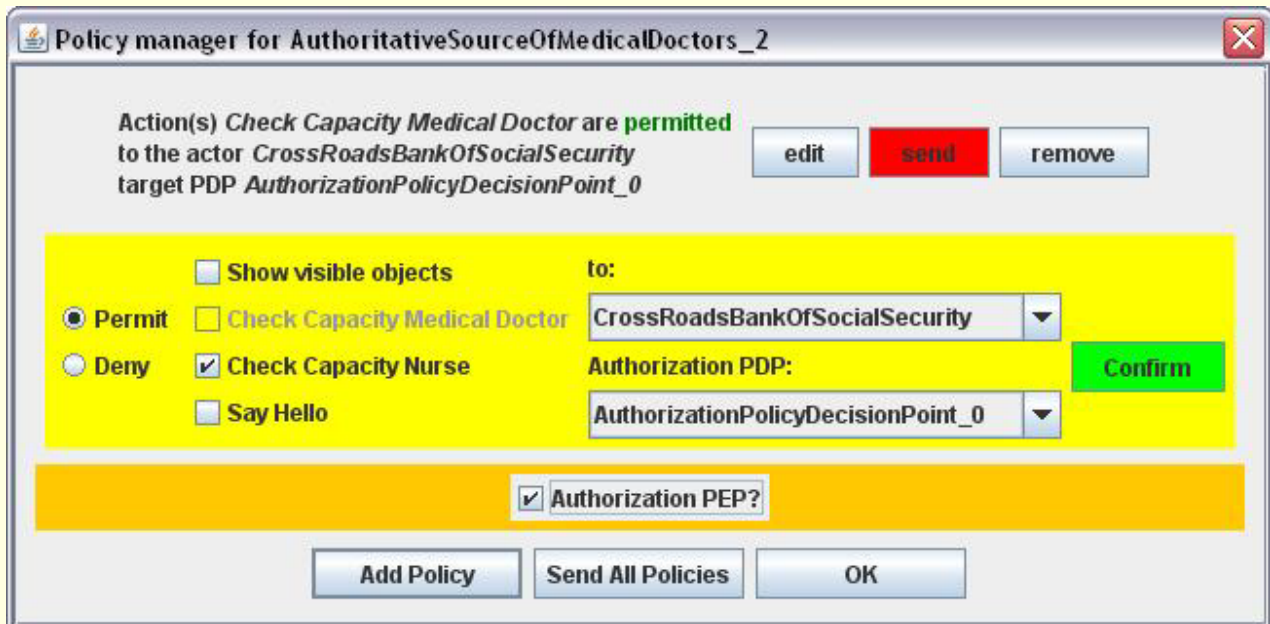 Policy manager for AuthoritativeSourceOfMedicalDoctors_2
Action(s) Check Capacity Medical Doctor are permitted
to the actor CrossRoadsBankOfSocialSecurity
target PDP AuthorizationPolicyDecisionPoint_0
edit send remove
Show visible objects to:
Permit Check Capacity Medical Doctor CrossRoadsBankOfSocialSecurity
Deny Check Capacity Nurse Authorization PDP: Confirm
Say Hello AuthorizationPolicyDecisionPoint_0
Authorization PEP?
Add Policy Send All Policies OK